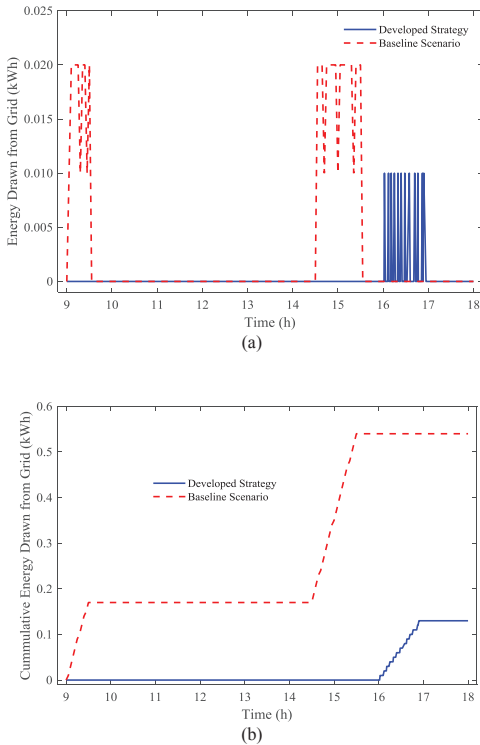 0.025
0.020
0.015
0.010
0.005
0
Energy Drawn from Grid (kWh)
Developed Strategy
Baseline Scenario
9 10 11 12 13 14 15 16 17 18
Time (h)
(a)
0.6
0.5
0.4
0.3
0.2
0.1
0
Cummulative Energy Drawn from Grid (kWh)
Developed Strategy
Baseline Scenario
9 10 11 12 13 14 15 16 17 18
Time (h)
(b)